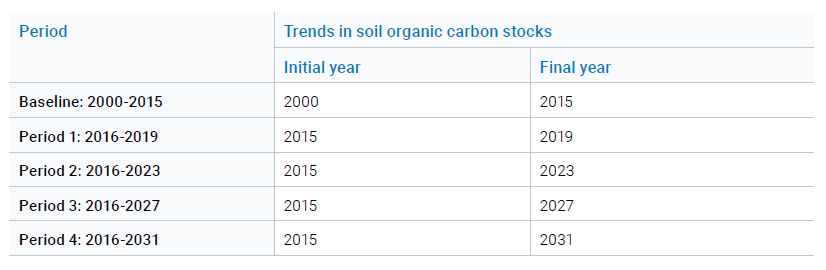 Period Trends in soil organic carbon stocks
Initial year Final year
Baseline: 2000-2015 2000 2015
Period 1: 2016-2019 2015 2019
Period 2: 2016-2023 2015 2023
Period 3: 2016-2027 2015 2027
Period 4: 2016-2031 2015 2031